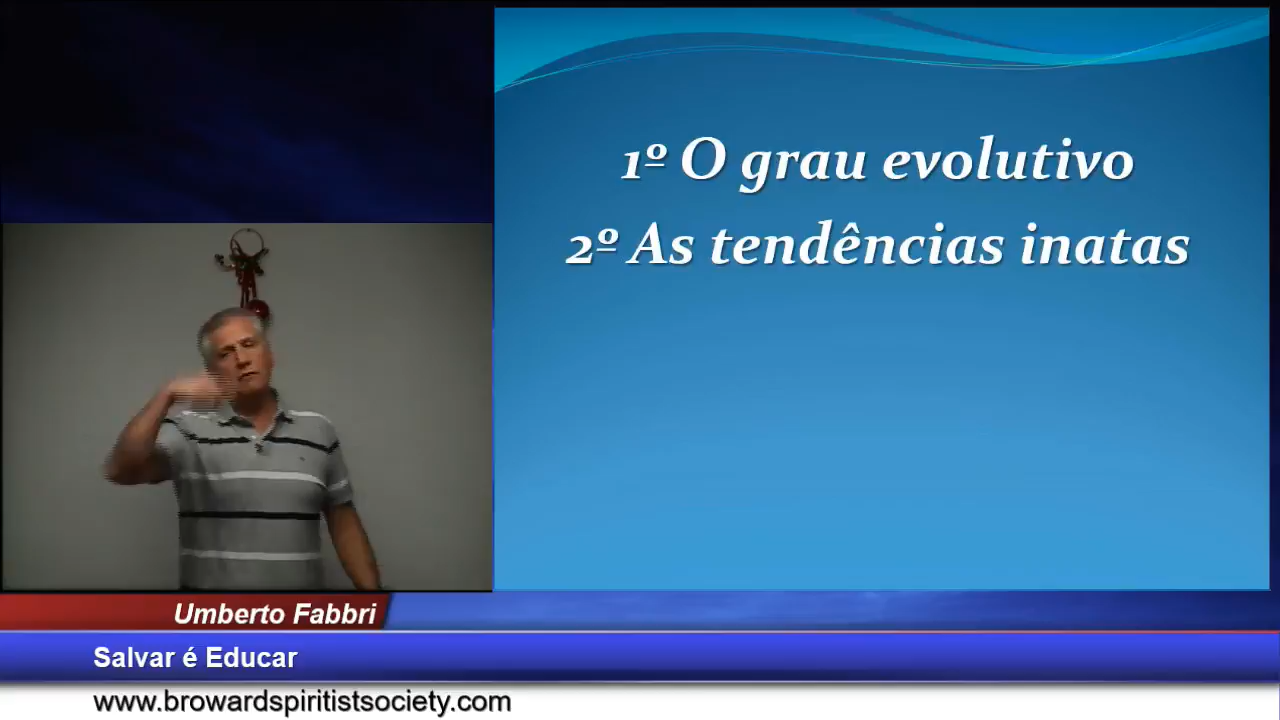 1º O grau evolutivo
2º As tendências inatas
Umberto Fabbri
Salvar é Educar
www.browardspiritistsociety.com